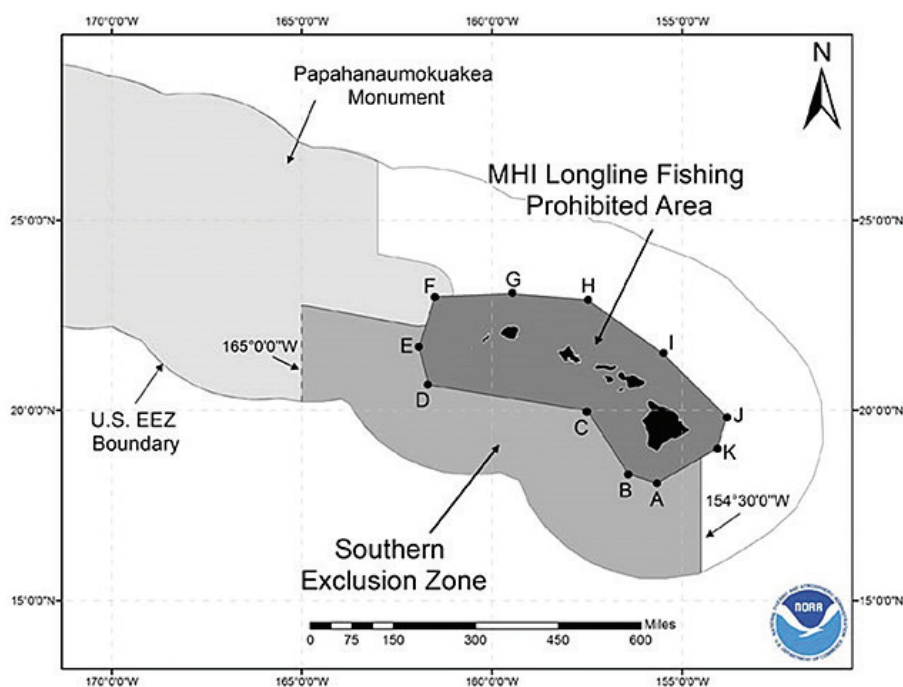 170°0'0"W 165°0'0"W 160°0'0"W 155°0'0"W
N
Papahanaumokuakea
Monument
MHI Longline Fishing
Prohibited Area
25°0'0"N 25°0'0"N
F G H
165°0'0"W E I
D
20°0'0"N 20°0'0"N
U.S. EEZ
Boundary
C J
K
B A
154°30'0"W
Southern
Exclusion Zone
15°0'0"N 15°0'0"N
0 75 150 300 450 600 Miles
NOAA
170°0'0"W 165°0'0"W 160°0'0"W 155°0'0"W